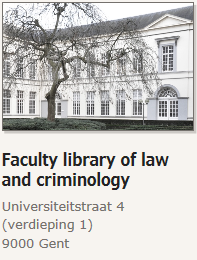 Faculty library of law
and criminology
Universiteitstraat 4
(verdieping 1)
9000 Gent